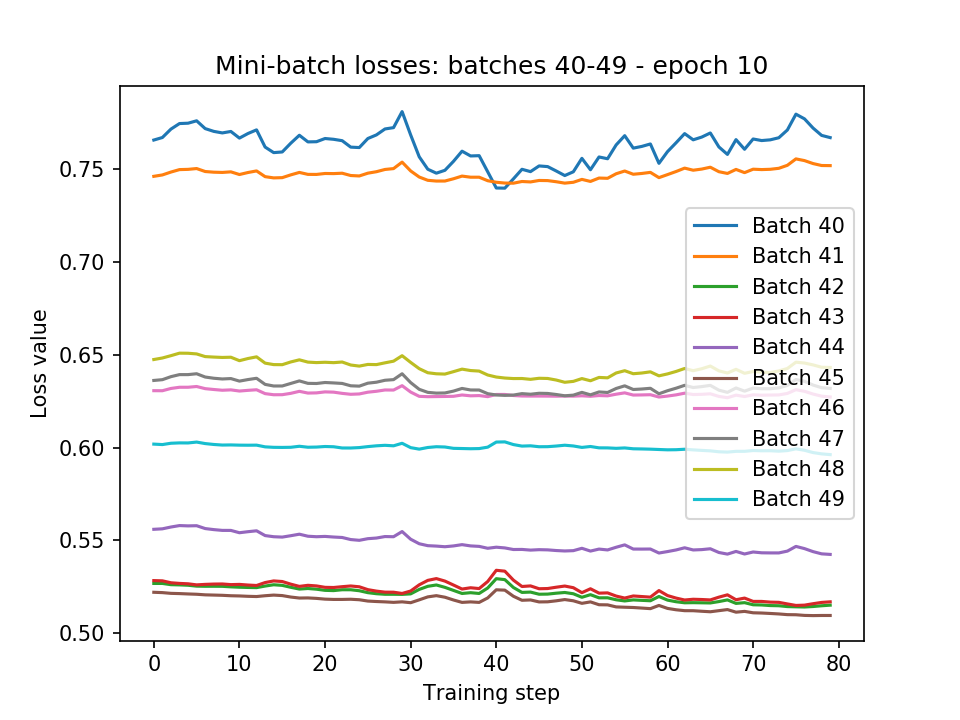 Mini-batch losses: batches 40-49 - epoch 10
Loss value
0.75
0.70
0.65
0.60
0.55
0.50
Batch 40
Batch 41
Batch 42
Batch 43
Batch 44
Batch 45
Batch 46
Batch 47
Batch 48
Batch 49
0 10 20 30 40 50 60 70 80
Training step